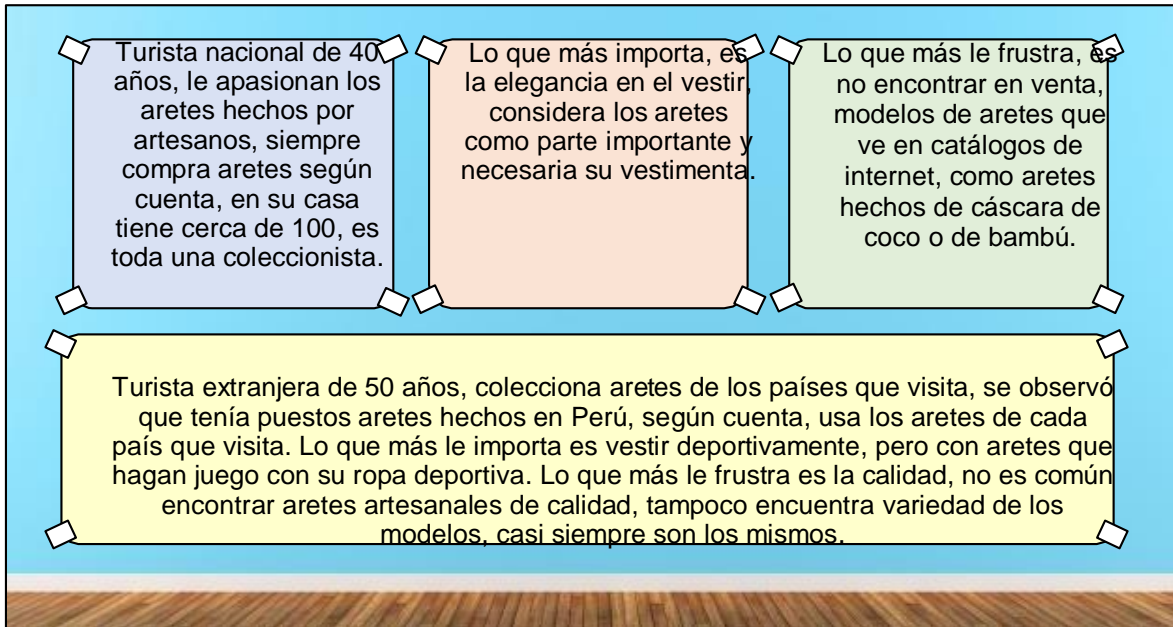 Turista nacional de 40
años, le apasionan los
aretes hechos por
artesanos, siempre
compra aretes según
cuenta, en su casa
tiene cerca de 100, es
toda una coleccionista.
Lo que más importa, es
la elegancia en el vestir,
considera los aretes
como parte importante y
necesaria su vestimenta.
Lo que más le frustra, es
no encontrar en venta,
modelos de aretes que
ve en catálogos de
internet, como aretes
hechos de cáscara de
coco o de bambú.
Turista extranjera de 50 años, colecciona aretes de los países que visita, se observó
que tenía puestos aretes hechos en Perú, según cuenta, usa los aretes de cada
país que visita. Lo que más le importa es vestir deportivamente, pero con aretes que
hagan juego con su ropa deportiva. Lo que más le frustra es la calidad, no es común
encontrar aretes artesanales de calidad, tampoco encuentra variedad de los
modelos, casi siempre son los mismos.